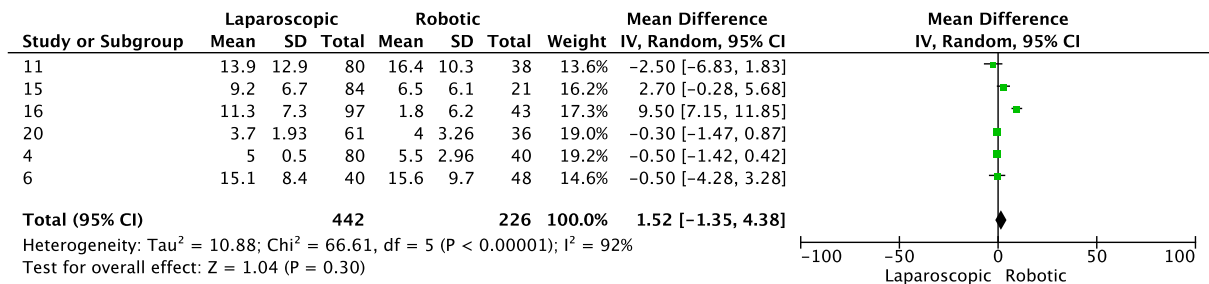 Laparoscopic Robotic Mean Difference Mean Difference
Study or Subgroup Mean SD Total Mean SD Total Weight IV, Random, 95% CI IV, Random, 95% CI
11 13.9 12.9 80 16.4 10.3 38 13.6% −2.50 [−6.83, 1.83]
15 9.2 6.7 84 6.5 6.1 21 16.2% 2.70 [−0.28, 5.68]
16 11.3 7.3 97 1.8 6.2 43 17.3% 9.50 [7.15, 11.85]
20 3.7 1.93 61 4 3.26 36 19.0% −0.30 [−1.47, 0.87]
4 5 0.5 80 5.5 2.96 40 19.2% −0.50 [−1.42, 0.42]
6 15.1 8.4 40 15.6 9.7 48 14.6% −0.50 [−4.28, 3.28]
Total (95% CI) 442 226 100.0% 1.52 [−1.35, 4.38]
Heterogeneity: Tau² = 10.88; Chi² = 66.61, df = 5 (P < 0.00001); I² = 92%
Test for overall effect: Z = 1.04 (P = 0.30)
−100 −50 0 50 100
Laparoscopic Robotic